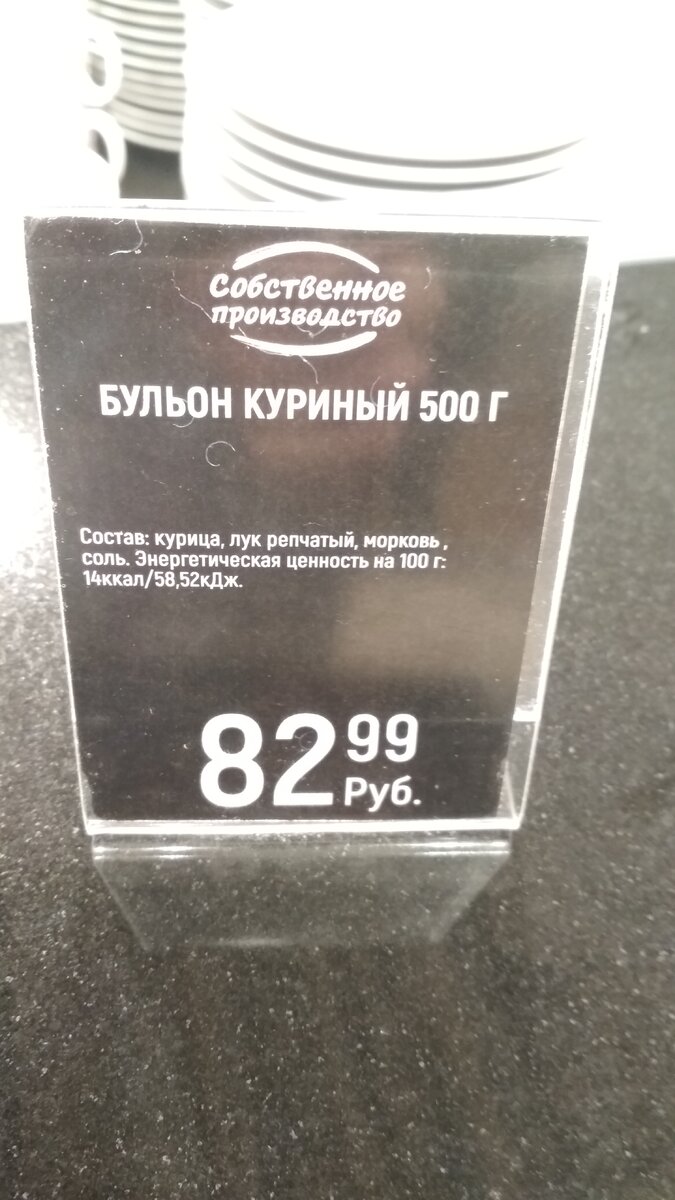 Собственное
производство
БУЛЬОН КУРИНЫЙ 500 Г
Состав: курица, лук репчатый, морковь ,
соль. Энергетическая ценность на 100 г:
14ккал/58,52кДж.
82 99
Руб.